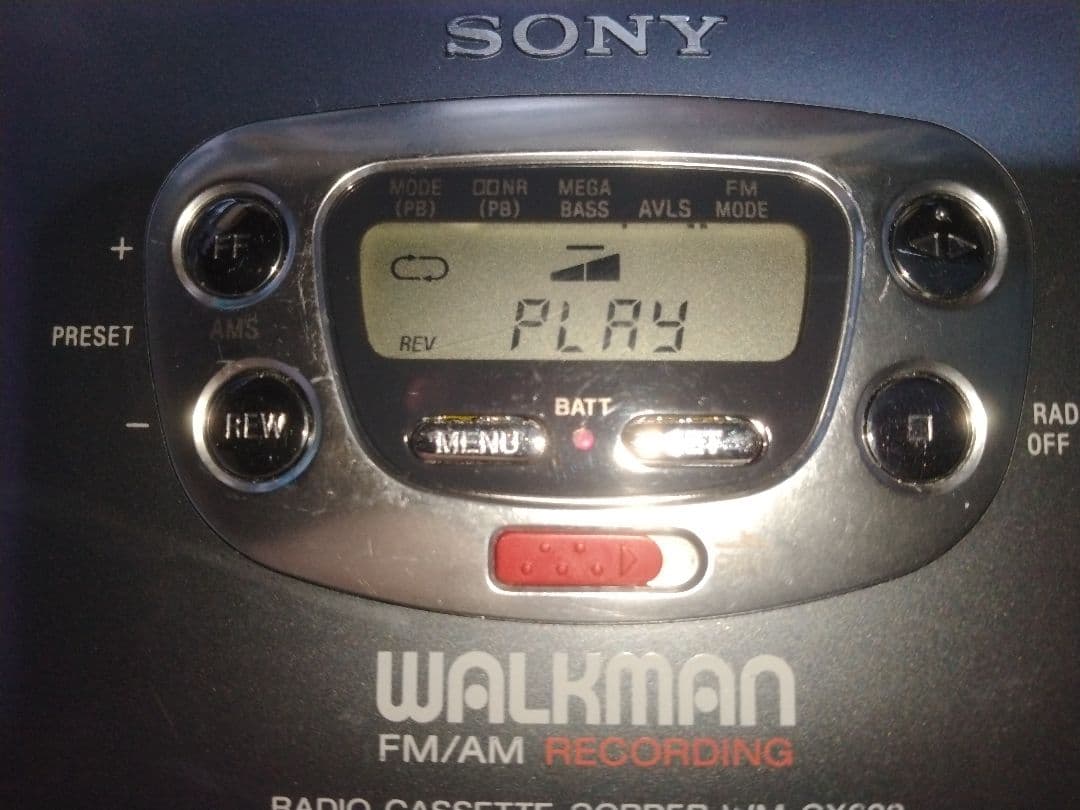 SONY
MODE (PB)
NR (PB)
MEGA BASS
AVLS
FM MODE
+
FF
PRESET
AMS
REV
PLAY
−
REW
BATT
MENU
RAD
OFF
WALKMAN
FM/AM RECORDING
RADIO CASSETTE